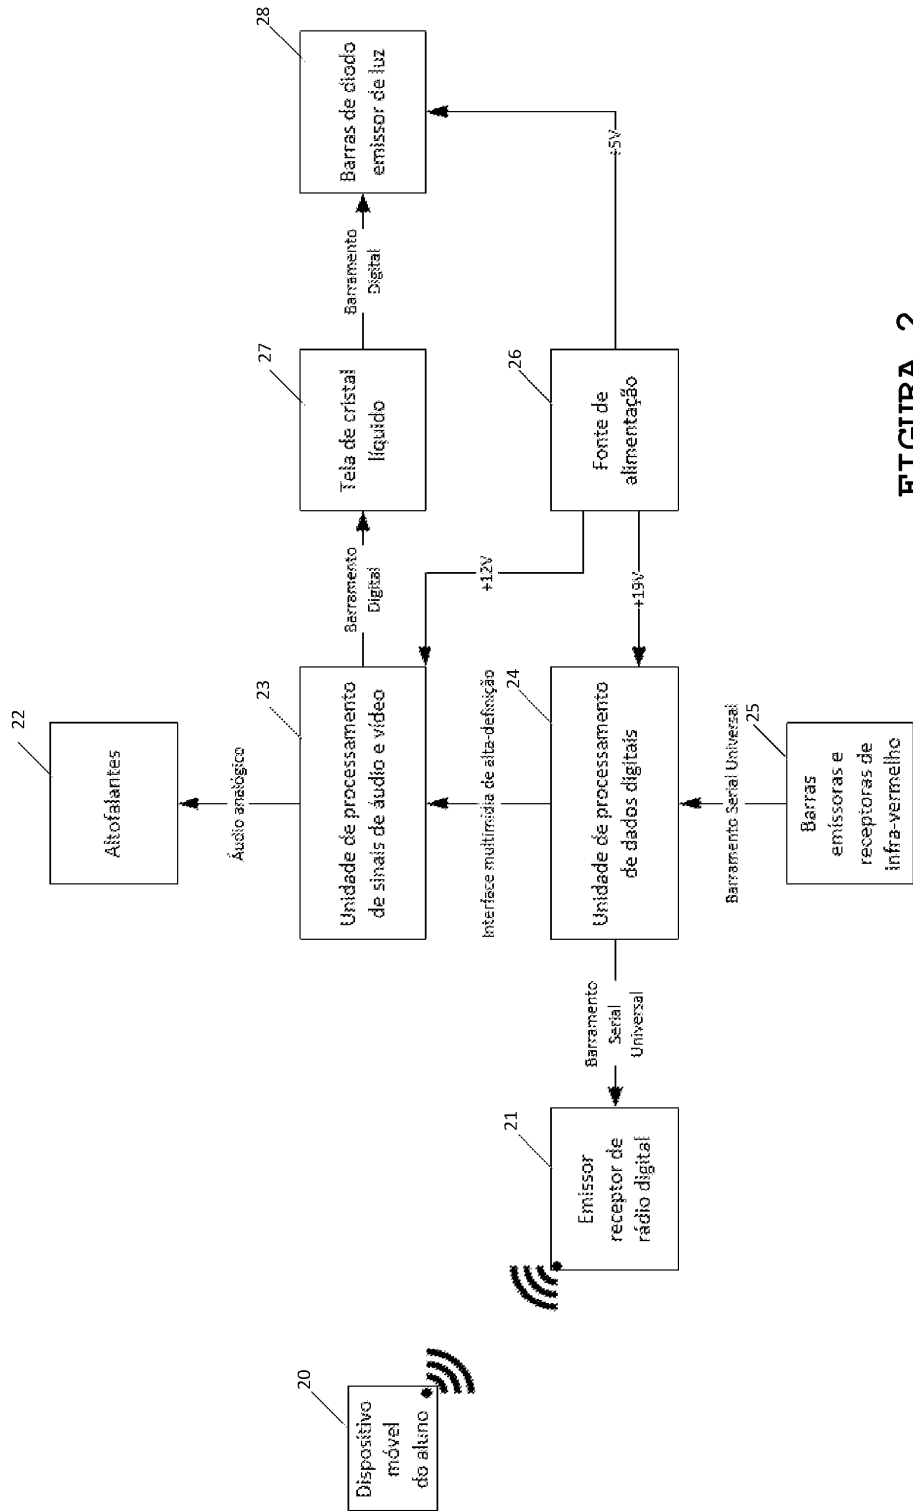 22
Altofalantes
Áudio analógico
20
Dispositivo
móvel
do aluno
23
Unidade de processamento
de sinais de áudio e vídeo
Barramento
Digital
27
Tela de cristal
líquido
Barramento
Digital
28
Barras de diodo
emissor de luz
Interface multimídia de alta-definição
+12V
21
Emissor
receptor de
rádio digital
Barramento
Serial
Universal
24
Unidade de processamento
de dados digitais
+19V
26
Fonte de
alimentação
+5V
Barramento Serial Universal
25
Barras
emissoras e
receptoras de
infra-vermelho
FIGURA 2